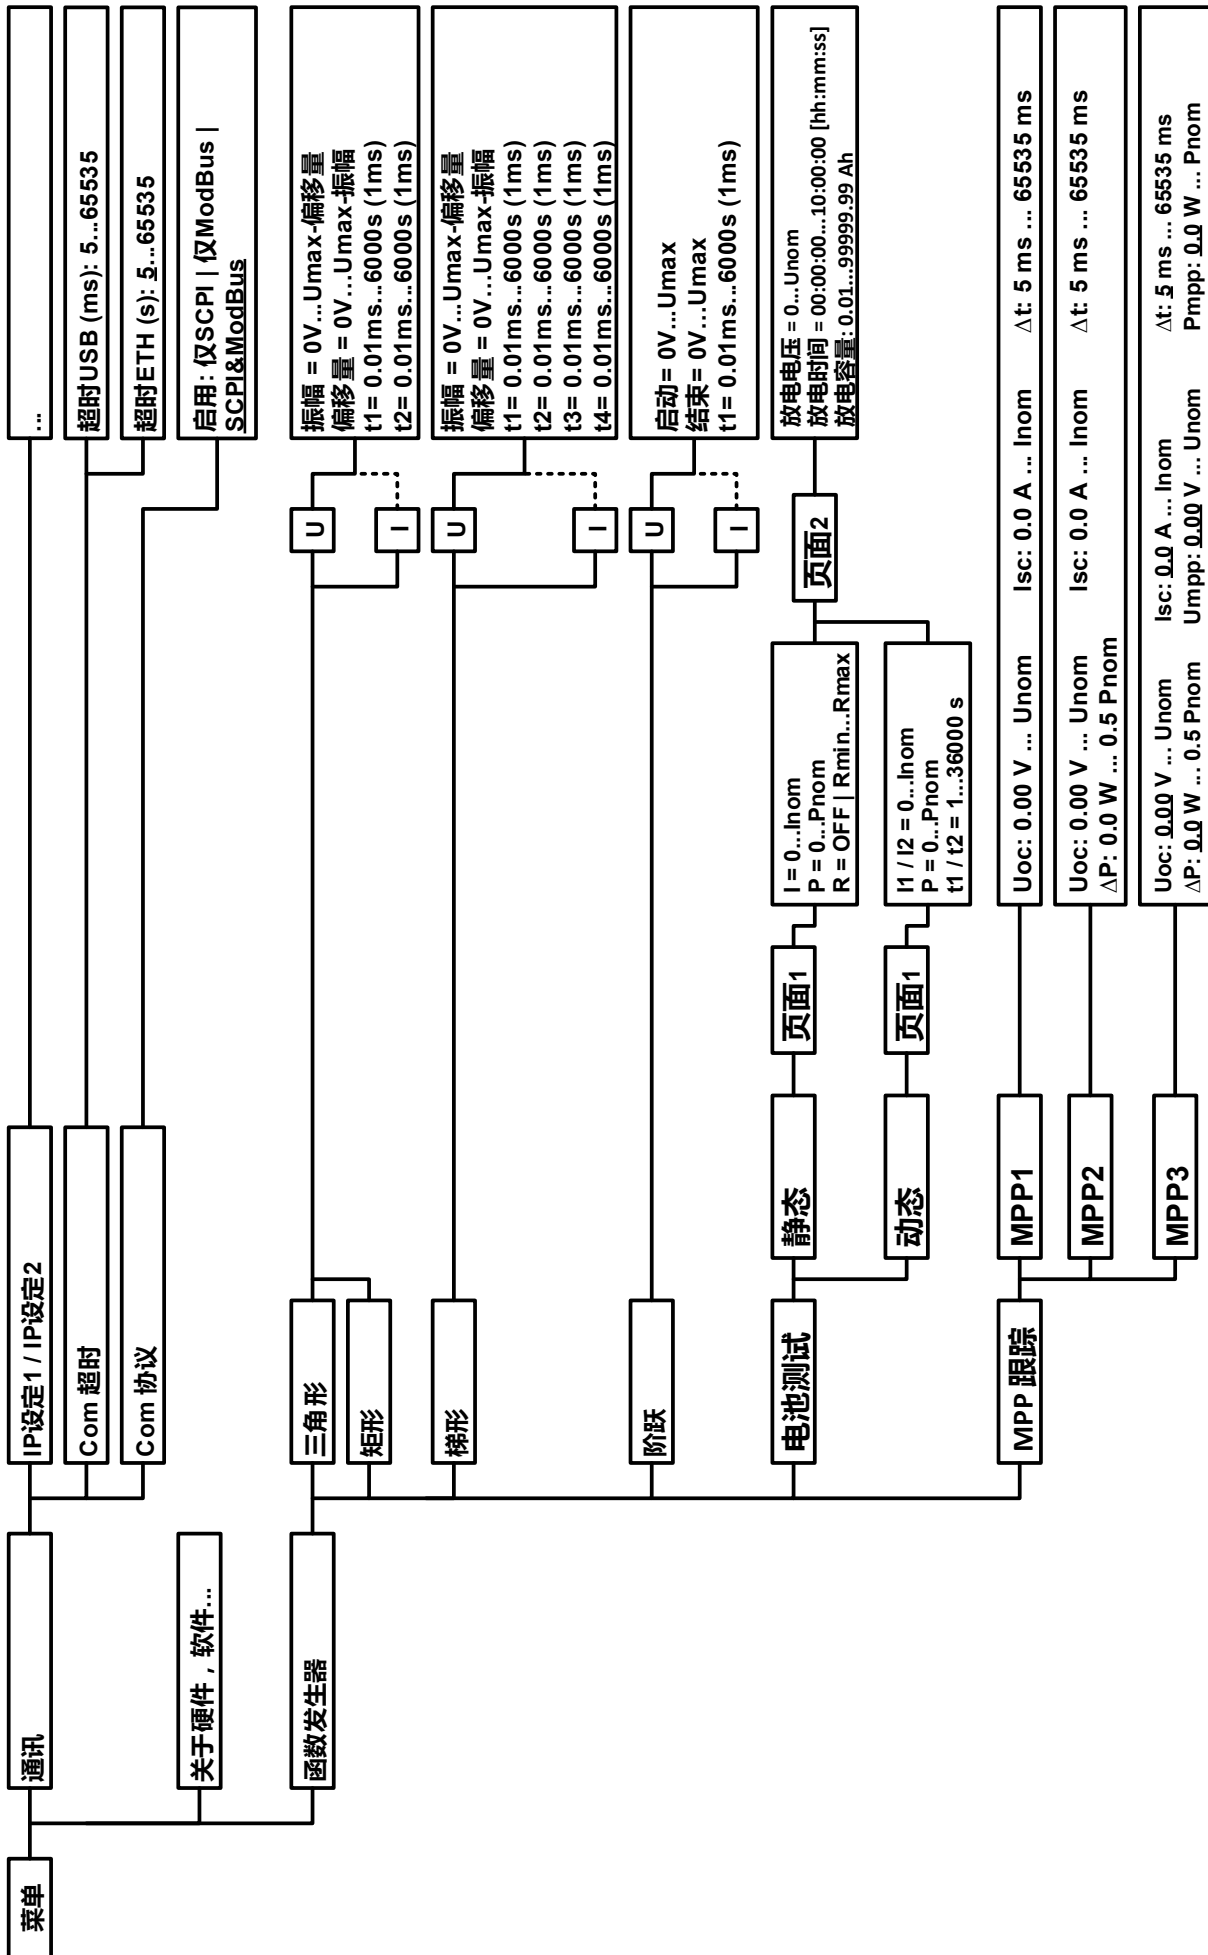 菜单
通讯
IP设定1 / IP设定2
...
Com 超时
超时USB (ms): 5...65535
超时ETH (s): 5...65535
Com 协议
启用: 仅SCPI | 仅ModBus |
SCPI&ModBus
关于硬件，软件...
函数发生器
三角形
矩形
U
I
振幅 = 0V...Umax-偏移量
偏移量 = 0V...Umax-振幅
t1= 0.01ms...6000s (1ms)
t2= 0.01ms...6000s (1ms)
梯形
U
I
振幅 = 0V...Umax-偏移量
偏移量 = 0V...Umax-振幅
t1= 0.01ms...6000s (1ms)
t2= 0.01ms...6000s (1ms)
t3= 0.01ms...6000s (1ms)
t4= 0.01ms...6000s (1ms)
阶跃
U
I
启动= 0V...Umax
结束= 0V...Umax
t1= 0.01ms...6000s (1ms)
电池测试
静态
页面1
I = 0...Inom
P = 0...Pnom
R = OFF | Rmin...Rmax
动态
页面1
I1 / I2 = 0...Inom
P = 0...Pnom
t1 / t2 = 1...36000 s
页面2
放电电压 = 0...Unom
放电时间 = 00:00:00...10:00:00 [hh:mm:ss]
放电容量: 0.01...99999.99 Ah
MPP 跟踪
MPP1
Uoc: 0.00 V ... Unom Isc: 0.0 A ... Inom Δt: 5 ms ... 65535 ms
MPP2
Uoc: 0.00 V ... Unom Isc: 0.0 A ... Inom Δt: 5 ms ... 65535 ms
ΔP: 0.0 W ... 0.5 Pnom
MPP3
Uoc: 0.00 V ... Unom Isc: 0.0 A ... Inom Δt: 5 ms ... 65535 ms
ΔP: 0.0 W ... 0.5 Pnom Umpp: 0.00 V ... Unom Pmpp: 0.0 W ... Pnom